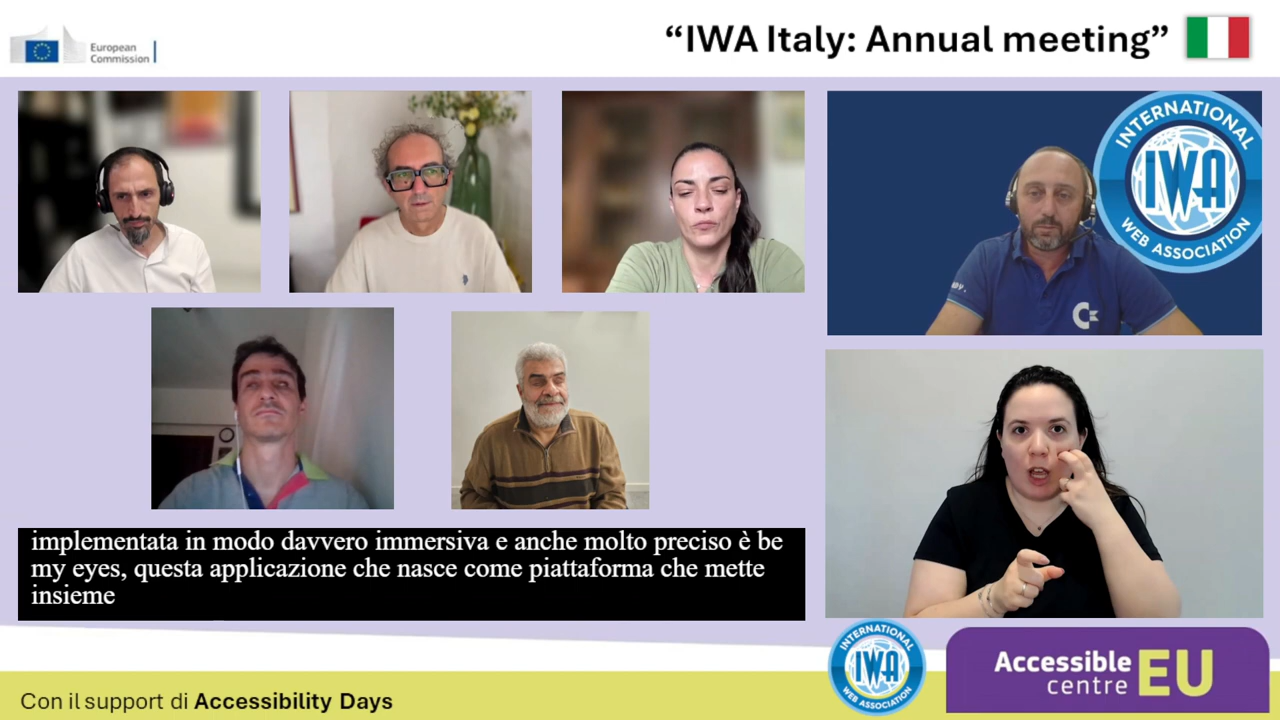 European
Commission
“IWA Italy: Annual meeting”
INTERNATIONAL
IWA
WEB ASSOCIATION
implementata in modo davvero immersiva e anche molto preciso è be
my eyes, questa applicazione che nasce come piattaforma che mette
insieme
INTERNATIONAL
IWA
WEB ASSOCIATION
Accessible
centre
EU
Con il support di Accessibility Days